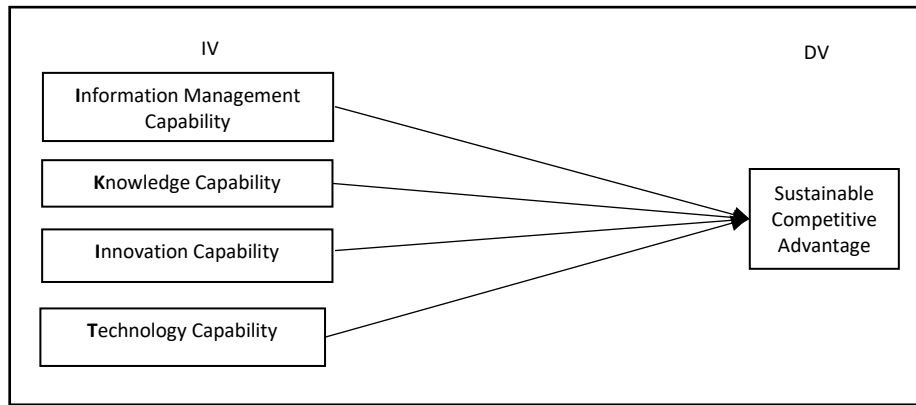 IV
DV
Information Management
Capability
Knowledge Capability
Innovation Capability
Technology Capability
Sustainable
Competitive
Advantage